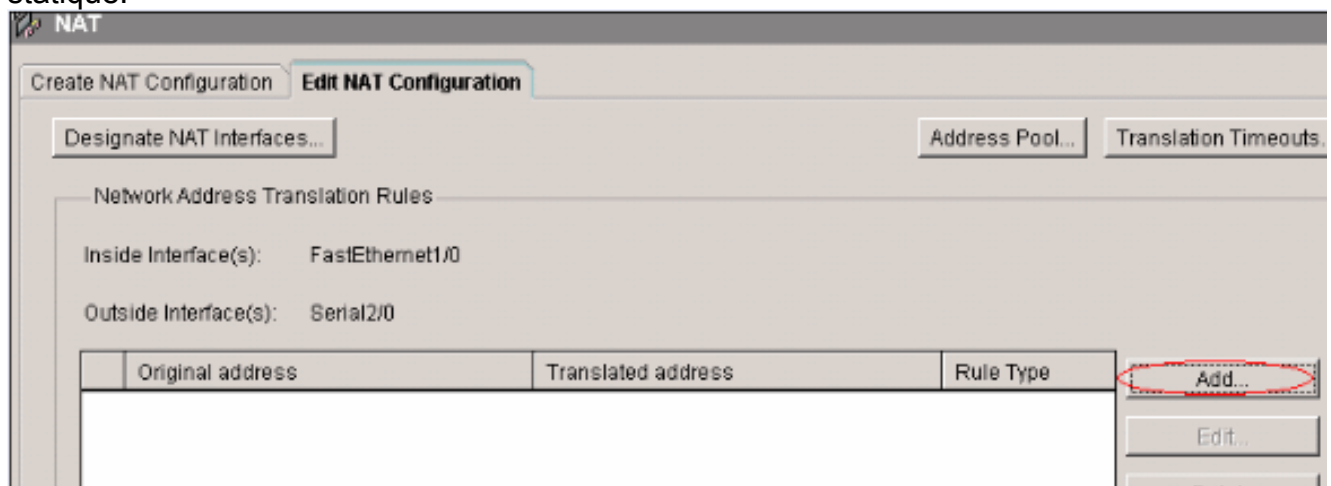 statique.
NAT
Create NAT Configuration Edit NAT Configuration
Designate NAT Interfaces... Address Pool... Translation Timeouts.
Network Address Translation Rules
Inside Interface(s): FastEthernet1/0
Outside Interface(s): Serial2/0
Original address Translated address Rule Type Add...
Edit...